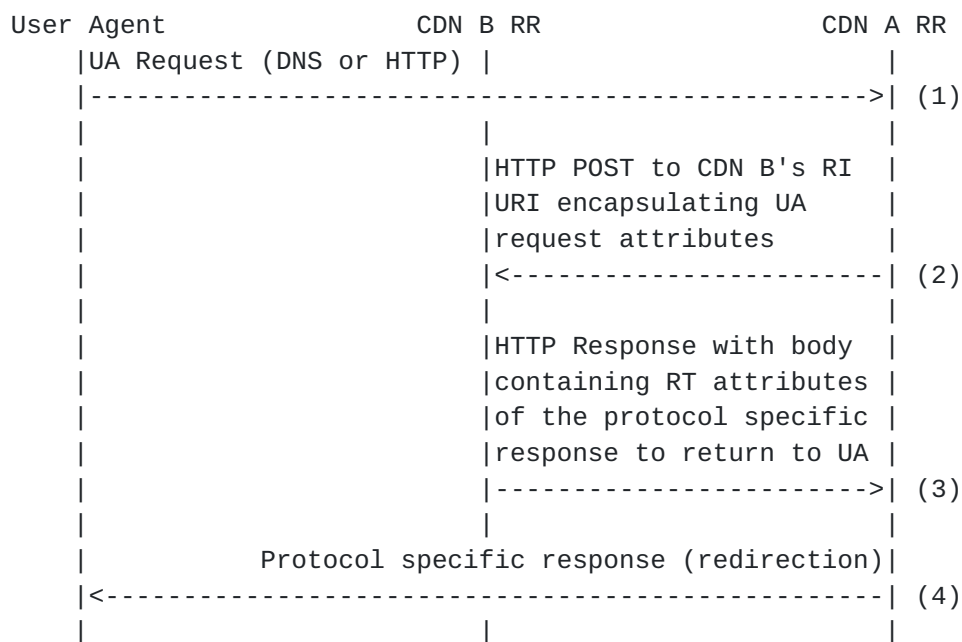 User Agent CDN B RR CDN A RR
UA Request (DNS or HTTP)
(1)
HTTP POST to CDN B's RI
URI encapsulating UA
request attributes
(2)
HTTP Response with body
containing RT attributes
of the protocol specific
response to return to UA
(3)
Protocol specific response (redirection)
(4)